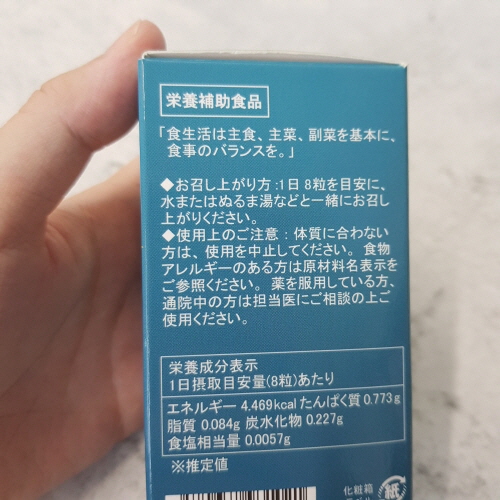 栄養補助食品
「食生活は主食、主菜、副菜を基本に、
食事のバランスを。」
◆お召し上がり方:1日 8粒を目安に、
水またはぬるま湯などと一緒にお召し
上がりください。
◆使用上のご注意:体質に合わない
方は、使用を中止してください。食物
アレルギーのある方は原材料名表示を
ご参照ください。薬を服用している方、
通院中の方は担当医にご相談の上ご
使用ください。
栄養成分表示
1日摂取目安量(8粒)あたり
エネルギー 4.469kcal たんぱく質 0.773g
脂質 0.084g 炭水化物 0.227g
食塩相当量 0.0057g
※推定値
化粧箱
紙